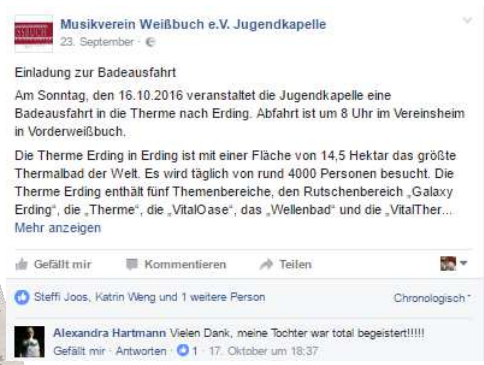 Musikverein Weißbuch e.V. Jugendkapelle
23. September ·
Einladung zur Badeausfahrt
Am Sonntag, den 16.10.2016 veranstaltet die Jugendkapelle eine
Badeausfahrt in die Therme nach Erding. Abfahrt ist um 8 Uhr im Vereinsheim
in Vorderweißbuch.
Die Therme Erding in Erding ist mit einer Fläche von 14,5 Hektar das größte
Thermalbad der Welt. Es wird täglich von rund 4000 Personen besucht. Die
Therme Erding enthält fünf Themenbereiche, den Rutschenbereich „Galaxy
Erding“, die „Therme“, die „VitalOase“, das „Wellenbad“ und die „VitalTher...
Mehr anzeigen
Gefällt mir Kommentieren Teilen
Steffi Joos, Katrin Weng und 1 weitere Person Chronologisch
Alexandra Hartmann Vielen Dank, meine Tochter war total begeistert!!!!!
Gefällt mir · Antworten · 1 · 17. Oktober um 18:37